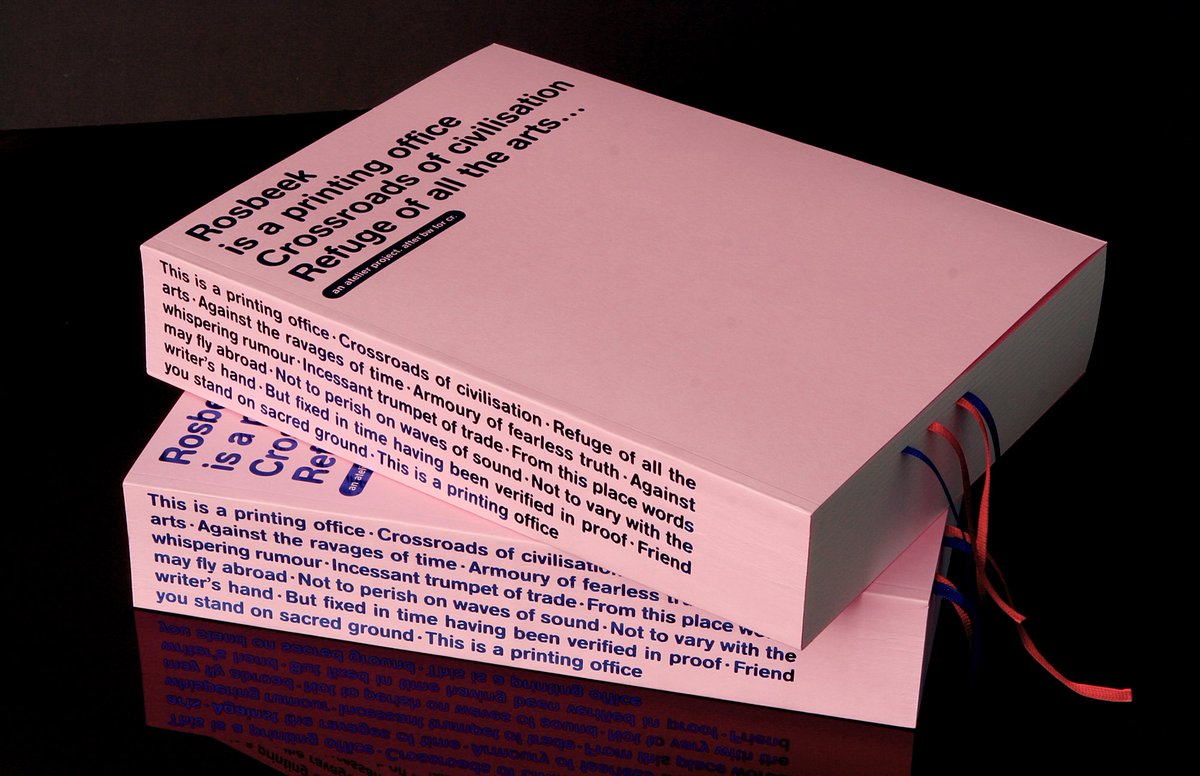 Rosbeek
is a printing office
Crossroads of civilisation
Refuge of all the arts...
an atelier project. after bw for cr.
This is a printing office · Crossroads of civilisation · Refuge of all the
arts · Against the ravages of time · Armoury of fearless truth · Against
whispering rumour · Incessant trumpet of trade · From this place words
may fly abroad · Not to perish on waves of sound · Not to vary with the
writer's hand · But fixed in time having been verified in proof · Friend
you stand on sacred ground · This is a printing office
is a
This is a printing office · Crossroads of
arts · Against the ravages of time · Armoury of fearless
whispering rumour · Incessant trumpet of trade · From this place
may fly abroad · Not to perish on waves of sound · Not to vary with the
writer's hand · But fixed in time having been verified in proof · Friend
you stand on sacred ground · This is a printing office